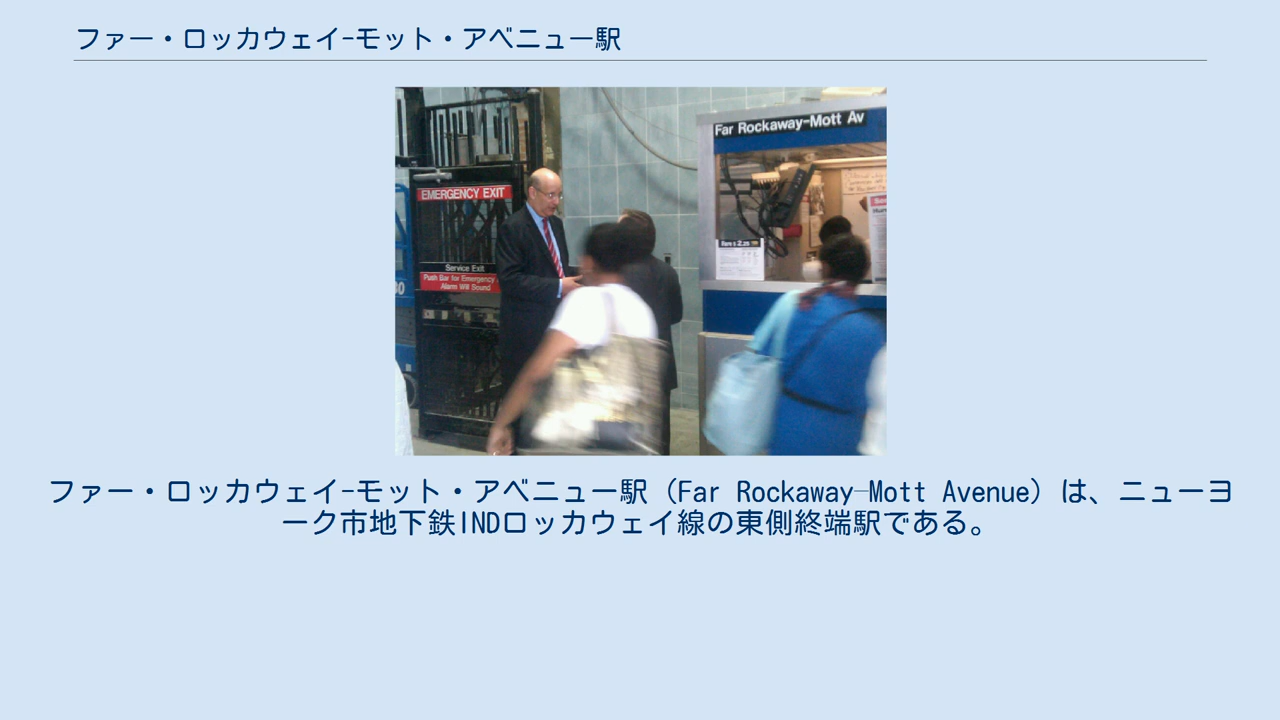 ファー・ロッカウェイ-モット・アベニュー駅
Far Rockaway-Mott Av
EMERGENCY EXIT
Service Exit
Push Bar for Emergency
Alarm Will Sound
ファー・ロッカウェイ-モット・アベニュー駅（Far Rockaway–Mott Avenue）は、ニューヨ
ーク市地下鉄INDロッカウェイ線の東側終端駅である。